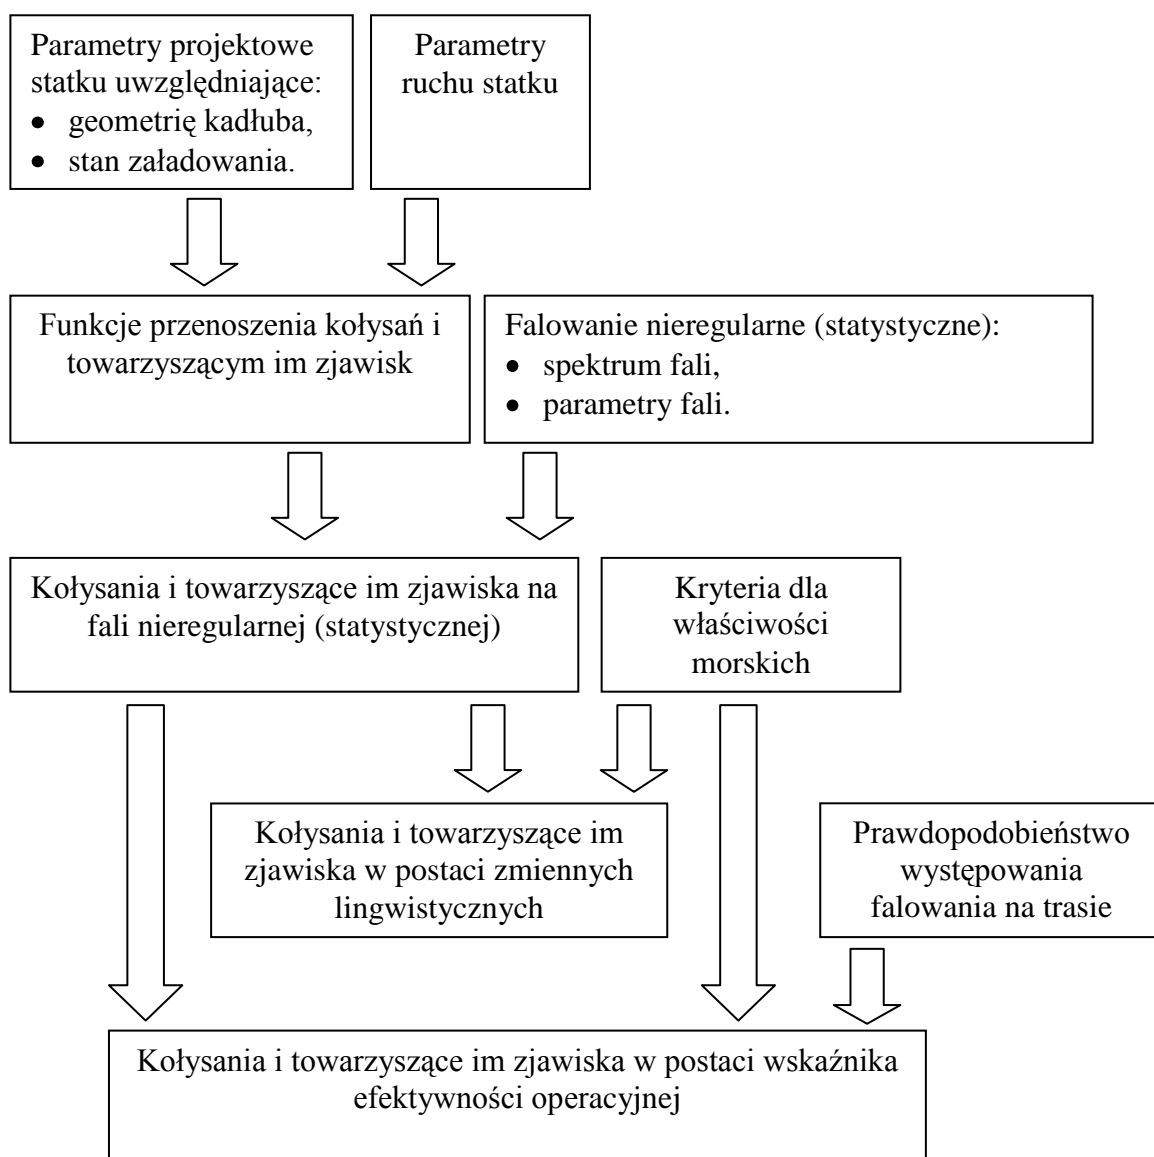 Parametry projektowe
statku uwzględniające:
• geometrię kadłuba,
• stan załadowania.
Parametry
ruchu statku
Funkcje przenoszenia kołysań i
towarzyszącym im zjawisk
Falowanie nieregularne (statystyczne):
• spektrum fali,
• parametry fali.
Kołysania i towarzyszące im zjawiska na
fali nieregularnej (statystycznej)
Kryteria dla
właściwości
morskich
Kołysania i towarzyszące im
zjawiska w postaci zmiennych
lingwistycznych
Prawdopodobieństwo
występowania
falowania na trasie
Kołysania i towarzyszące im zjawiska w postaci wskaźnika
efektywności operacyjnej